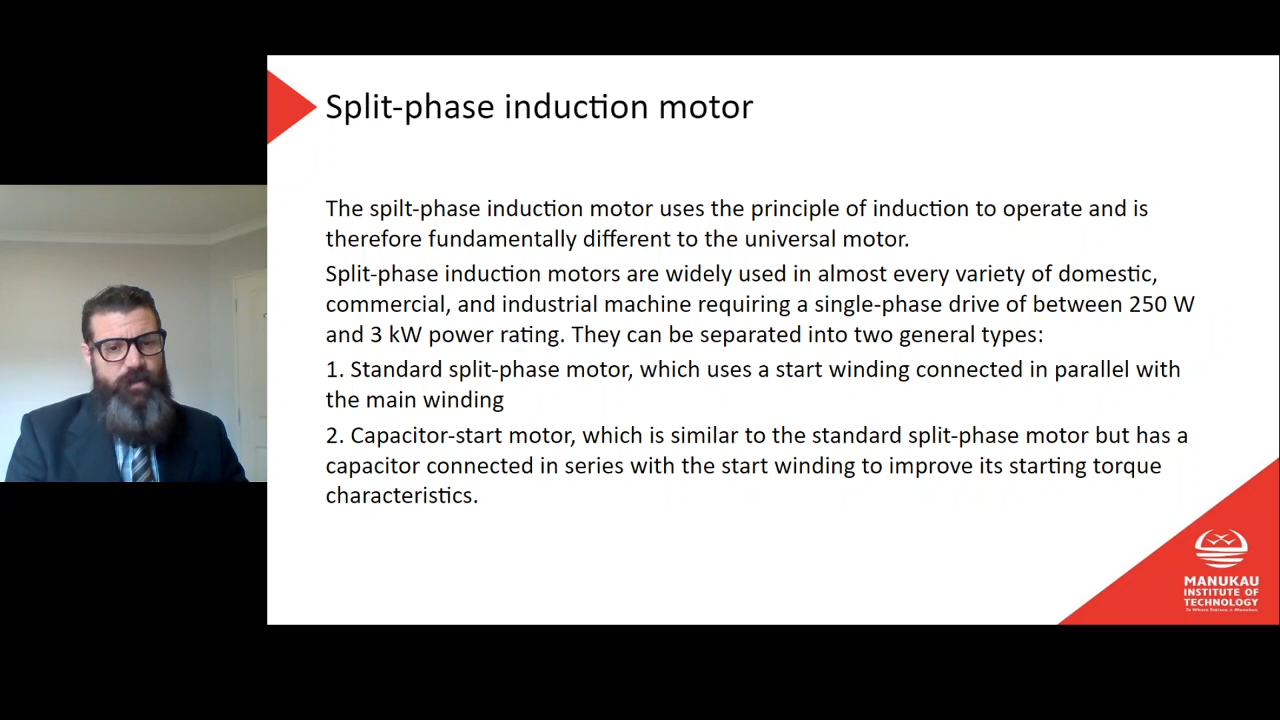 Split-phase induction motor
The spilt-phase induction motor uses the principle of induction to operate and is
therefore fundamentally different to the universal motor.
Split-phase induction motors are widely used in almost every variety of domestic,
commercial, and industrial machine requiring a single-phase drive of between 250 W
and 3 kW power rating. They can be separated into two general types:
1. Standard split-phase motor, which uses a start winding connected in parallel with
the main winding
2. Capacitor-start motor, which is similar to the standard split-phase motor but has a
capacitor connected in series with the start winding to improve its starting torque
characteristics.
MANUKAU
INSTITUTE OF
TECHNOLOGY